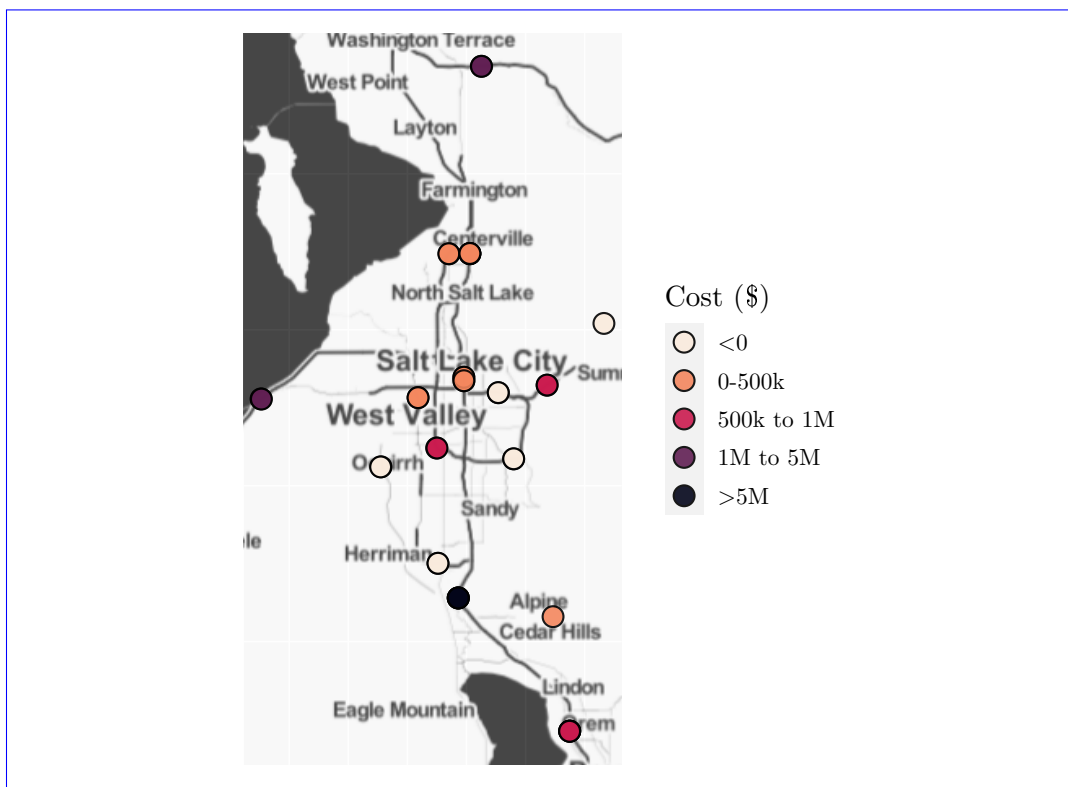 Washington Terrace
West Point
Layton
Farmington
Centerville
North Salt Lake
Salt Lake City
West Valley
Sandy
Herriman
Alpine
Cedar Hills
Lindon
Eagle Mountain
Orem
Cost ($)
<0
0-500k
500k to 1M
1M to 5M
>5M